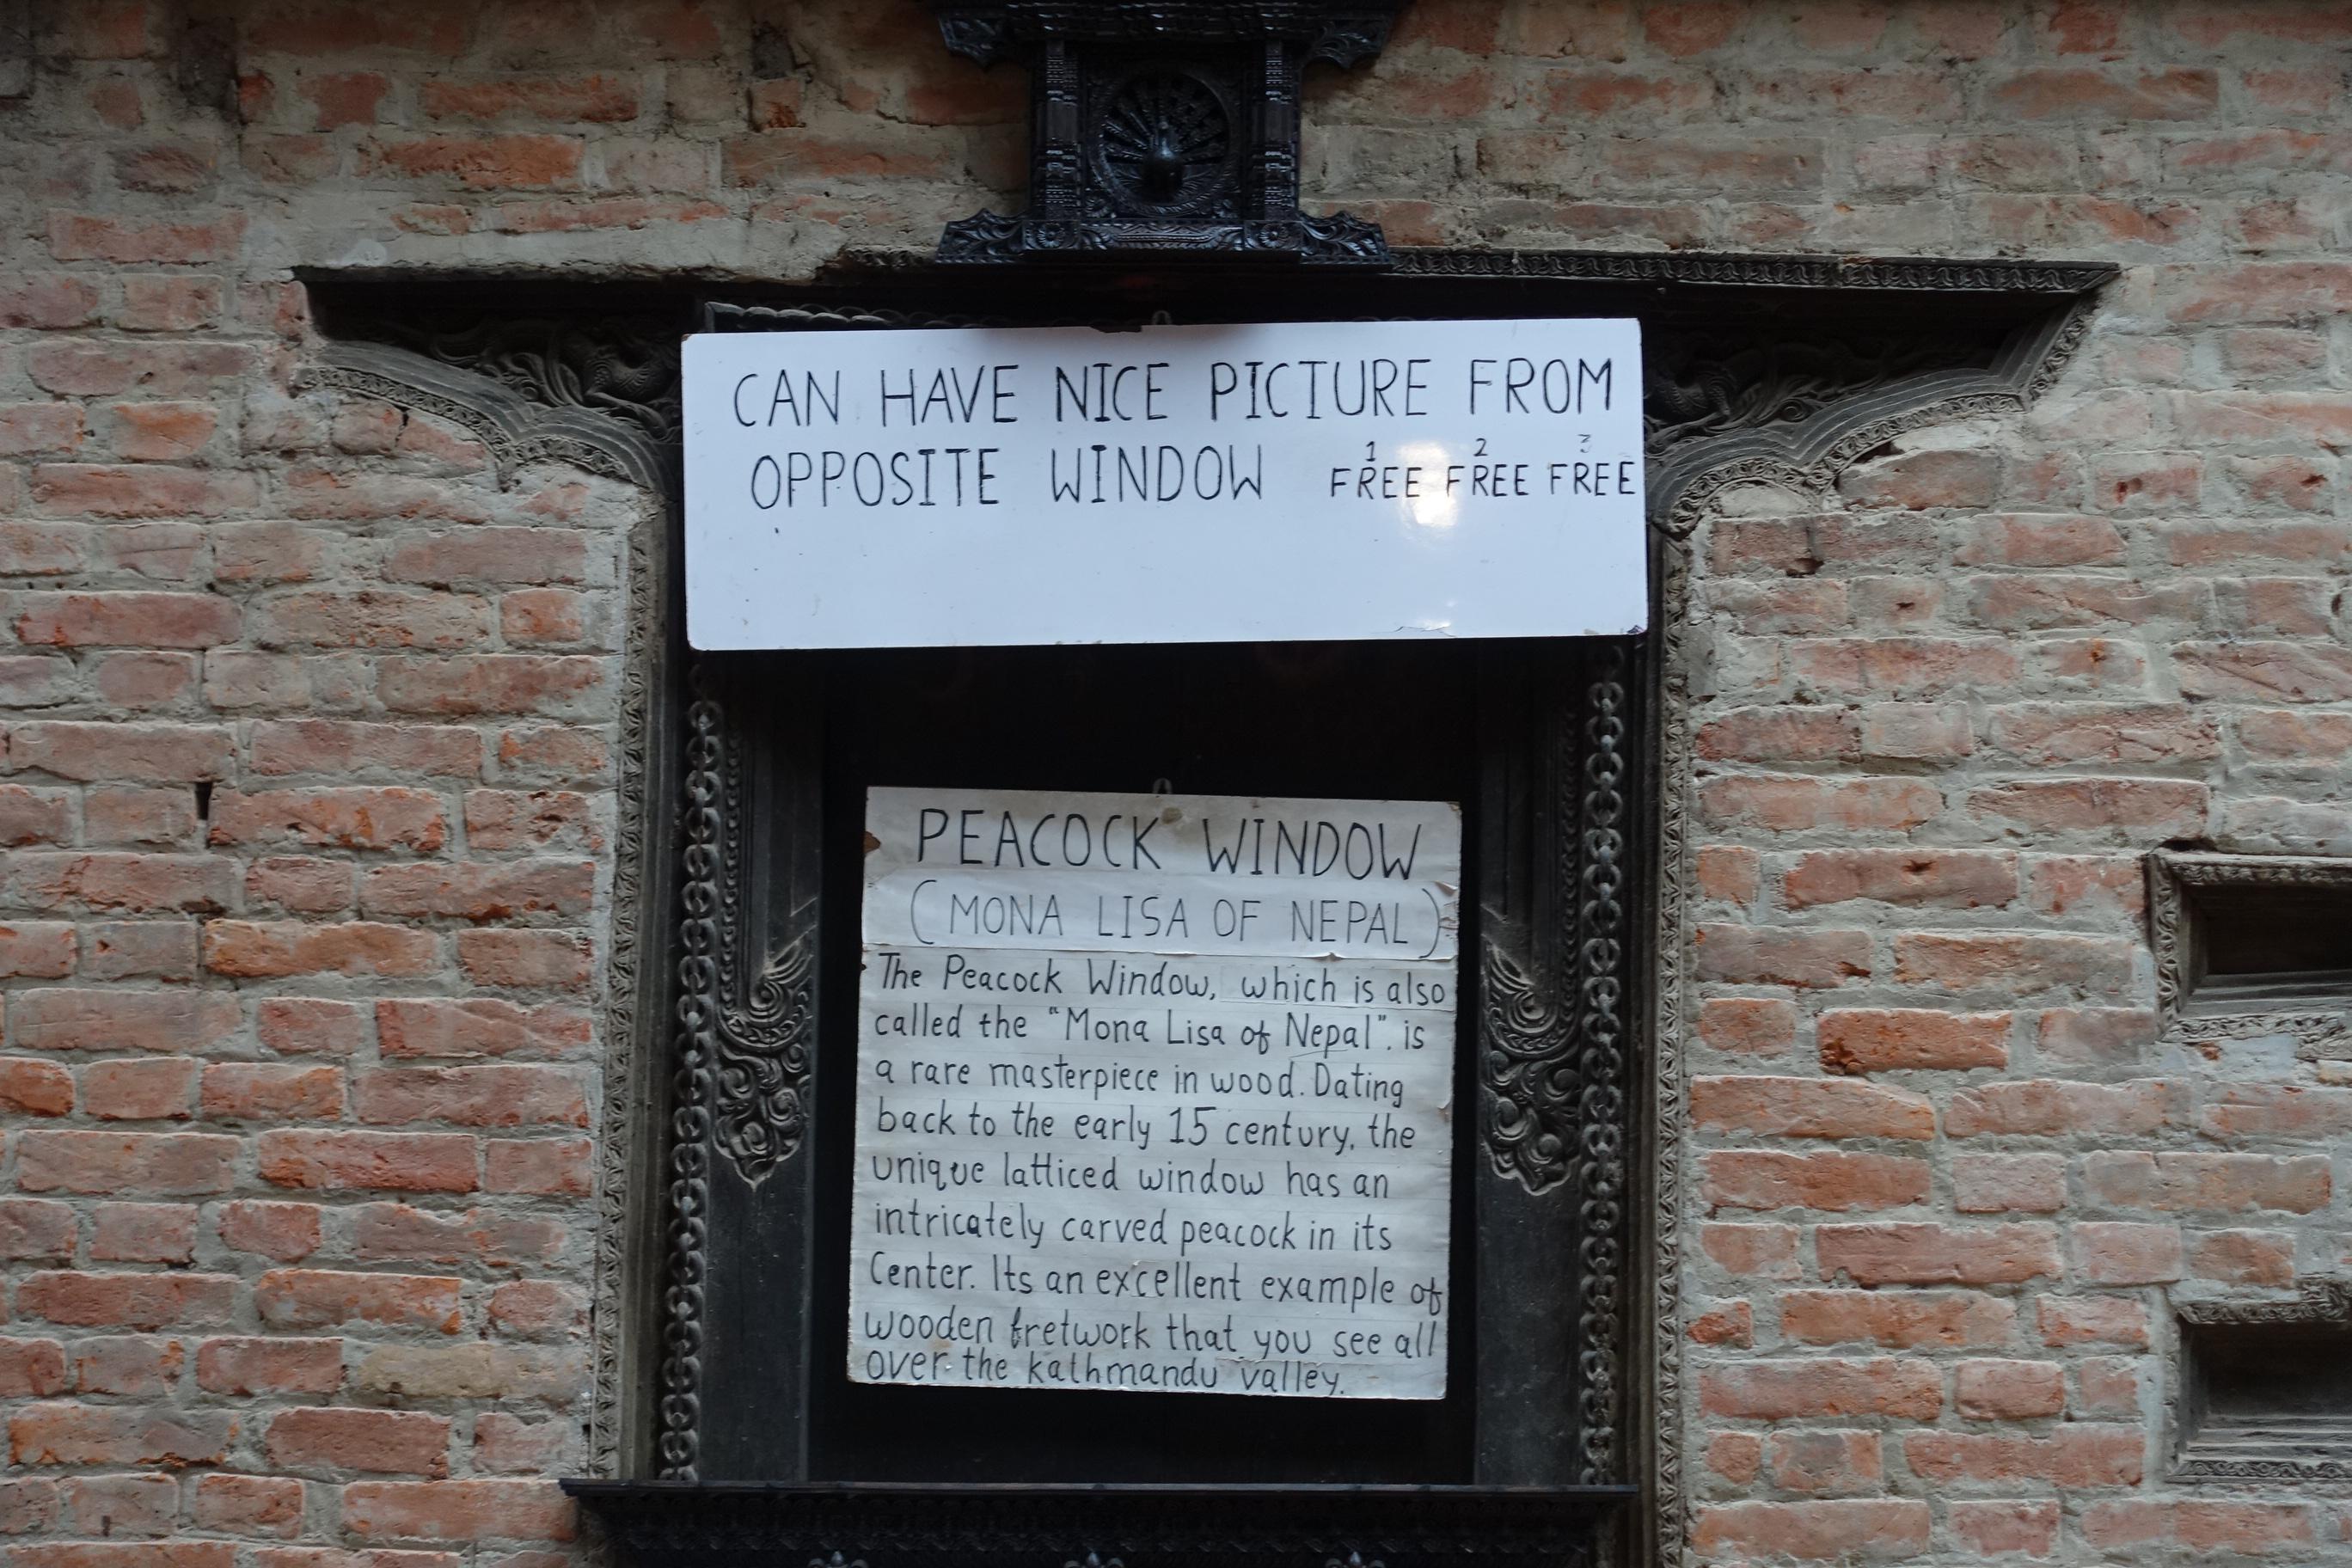 CAN HAVE NICE PICTURE FROM
OPPOSITE WINDOW 1 FREE 2 FREE 3 FREE
PEACOCK WINDOW
(MONA LISA OF NEPAL)
The Peacock Window, which is also
called the "Mona Lisa of Nepal". is
a rare masterpiece in wood. Dating
back to the early 15 century, the
unique latticed window has an
intricately carved peacock in its
Center. Its an excellent example of
wooden fretwork that you see all
over the kathmandu valley.